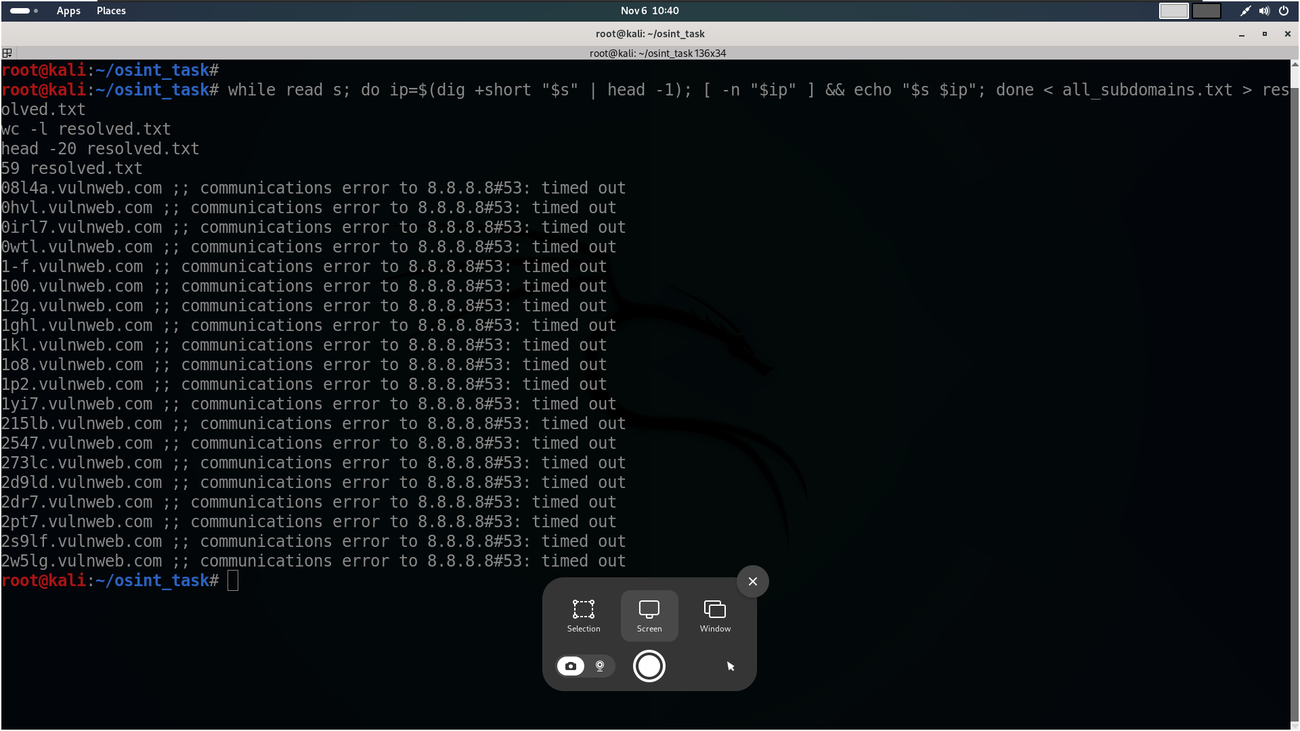 Apps Places Nov 6 10:40
root@kali: ~/osint_task
root@kali: ~/osint_task 136x34
root@kali:~/osint_task#
root@kali:~/osint_task# while read s; do ip=$(dig +short "$s" | head -1); [ -n "$ip" ] && echo "$s $ip"; done < all_subdomains.txt > res
olved.txt
wc -l resolved.txt
head -20 resolved.txt
59 resolved.txt
08l4a.vulnweb.com ;; communications error to 8.8.8.8#53: timed out
0hvl.vulnweb.com ;; communications error to 8.8.8.8#53: timed out
0irl7.vulnweb.com ;; communications error to 8.8.8.8#53: timed out
0wtl.vulnweb.com ;; communications error to 8.8.8.8#53: timed out
1-f.vulnweb.com ;; communications error to 8.8.8.8#53: timed out
100.vulnweb.com ;; communications error to 8.8.8.8#53: timed out
12g.vulnweb.com ;; communications error to 8.8.8.8#53: timed out
1ghl.vulnweb.com ;; communications error to 8.8.8.8#53: timed out
1kl.vulnweb.com ;; communications error to 8.8.8.8#53: timed out
1o8.vulnweb.com ;; communications error to 8.8.8.8#53: timed out
1p2.vulnweb.com ;; communications error to 8.8.8.8#53: timed out
1yi7.vulnweb.com ;; communications error to 8.8.8.8#53: timed out
215lb.vulnweb.com ;; communications error to 8.8.8.8#53: timed out
2547.vulnweb.com ;; communications error to 8.8.8.8#53: timed out
273lc.vulnweb.com ;; communications error to 8.8.8.8#53: timed out
2d9ld.vulnweb.com ;; communications error to 8.8.8.8#53: timed out
2dr7.vulnweb.com ;; communications error to 8.8.8.8#53: timed out
2pt7.vulnweb.com ;; communications error to 8.8.8.8#53: timed out
2s9lf.vulnweb.com ;; communications error to 8.8.8.8#53: timed out
2w5lg.vulnweb.com ;; communications error to 8.8.8.8#53: timed out
root@kali:~/osint_task#
Selection Screen Window